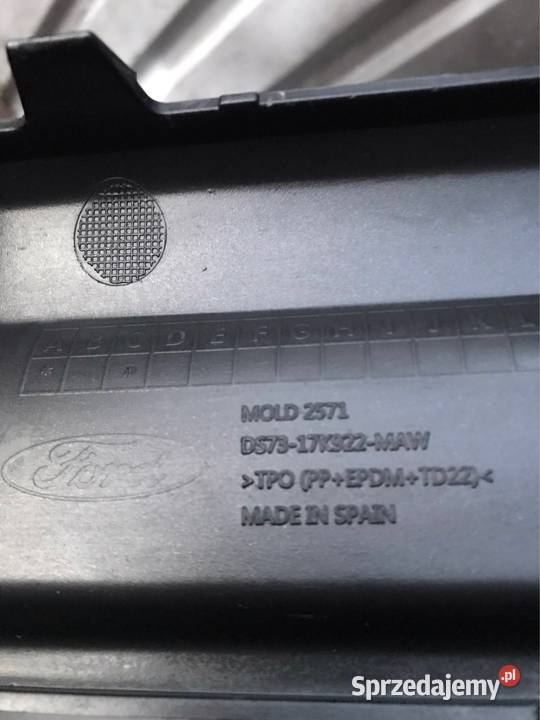 A B C D E F G H I J K L
MOLD 2571
DS73-17K922-MAW
>TPO (PP+EPDM+TD22)<
MADE IN SPAIN
Ford
Sprzedajemy.pl